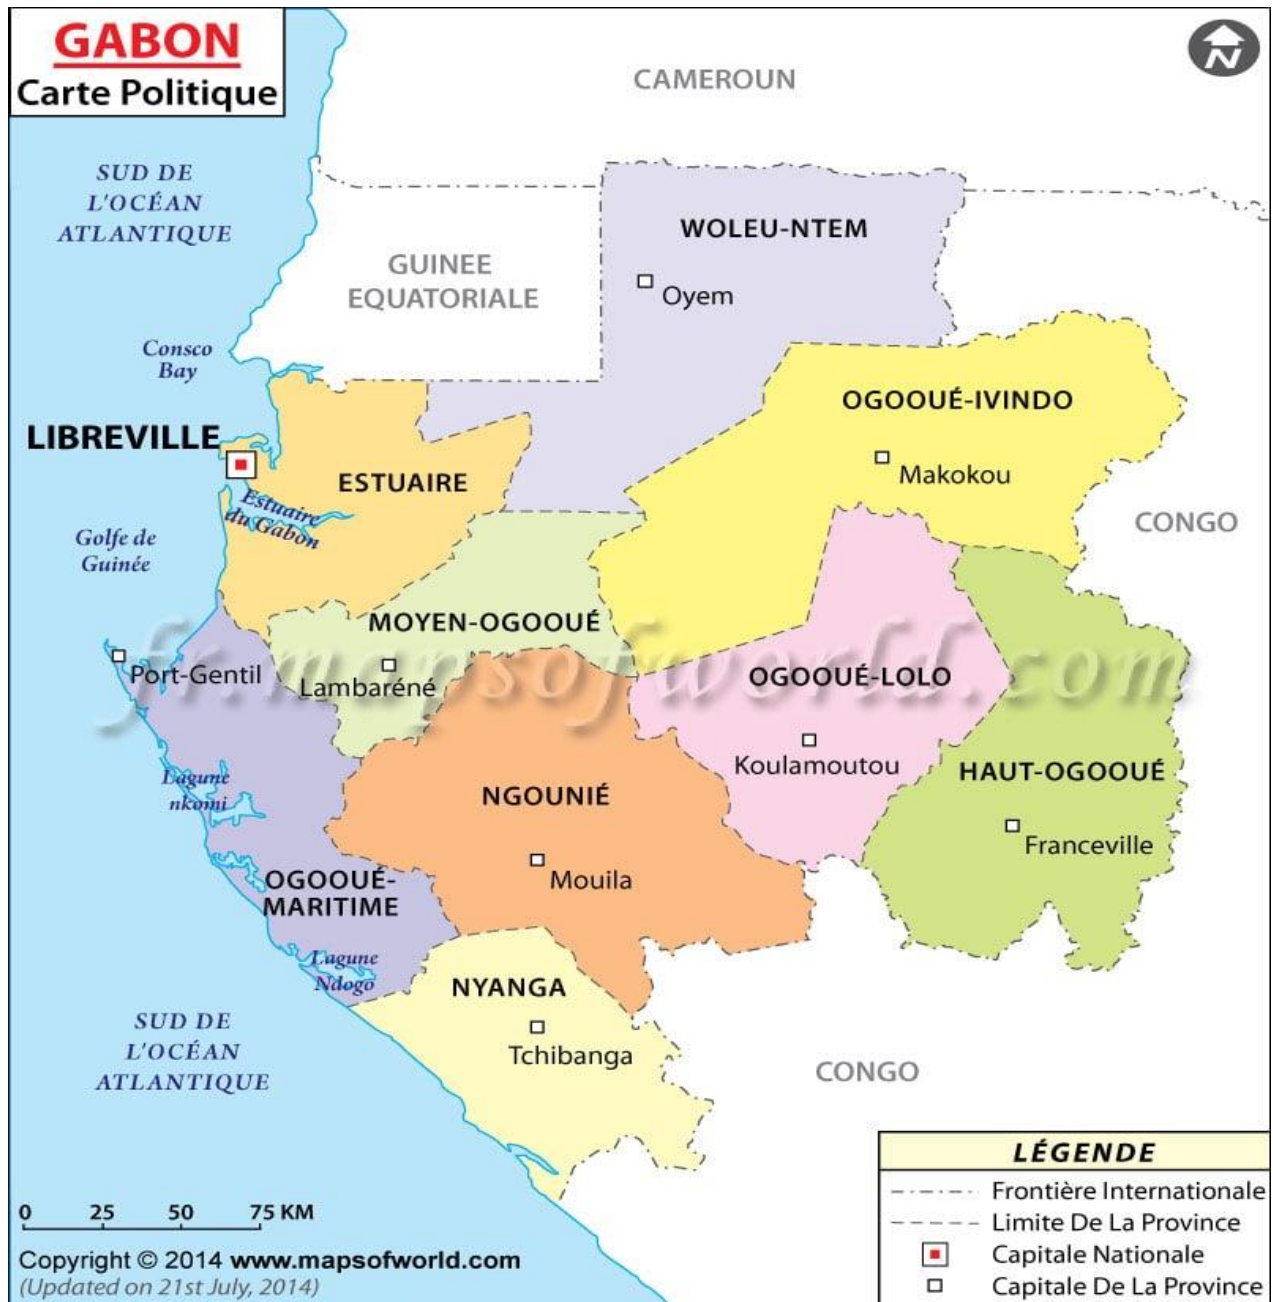 GABON
Carte Politique
N
CAMEROUN
SUD DE
L'OCÉAN
ATLANTIQUE
WOLEU-NTEM
GUINEE
EQUATORIALE
Oyem
Consco
Bay
OGOOUÉ-IVINDO
LIBREVILLE
Makokou
ESTUAIRE
Estuaire
du Gabon
CONGO
Golfe de
Guinée
MOYEN-OGOOUÉ
fr.mapsofworld.com
Port-Gentil
Lambaréné
OGOOUÉ-LOLO
Koulamoutou
HAUT-OGOOUÉ
Lagune
nkomi
NGOUNIÉ
Franceville
Mouila
OGOOUÉ-
MARITIME
Lagune
Ndogo
NYANGA
SUD DE
L'OCÉAN
ATLANTIQUE
Tchibanga
CONGO
LÉGENDE
Frontière Internationale
Limite De La Province
Capitale Nationale
Capitale De La Province
0 25 50 75 KM
Copyright © 2014 www.mapsofworld.com
(Updated on 21st July, 2014)